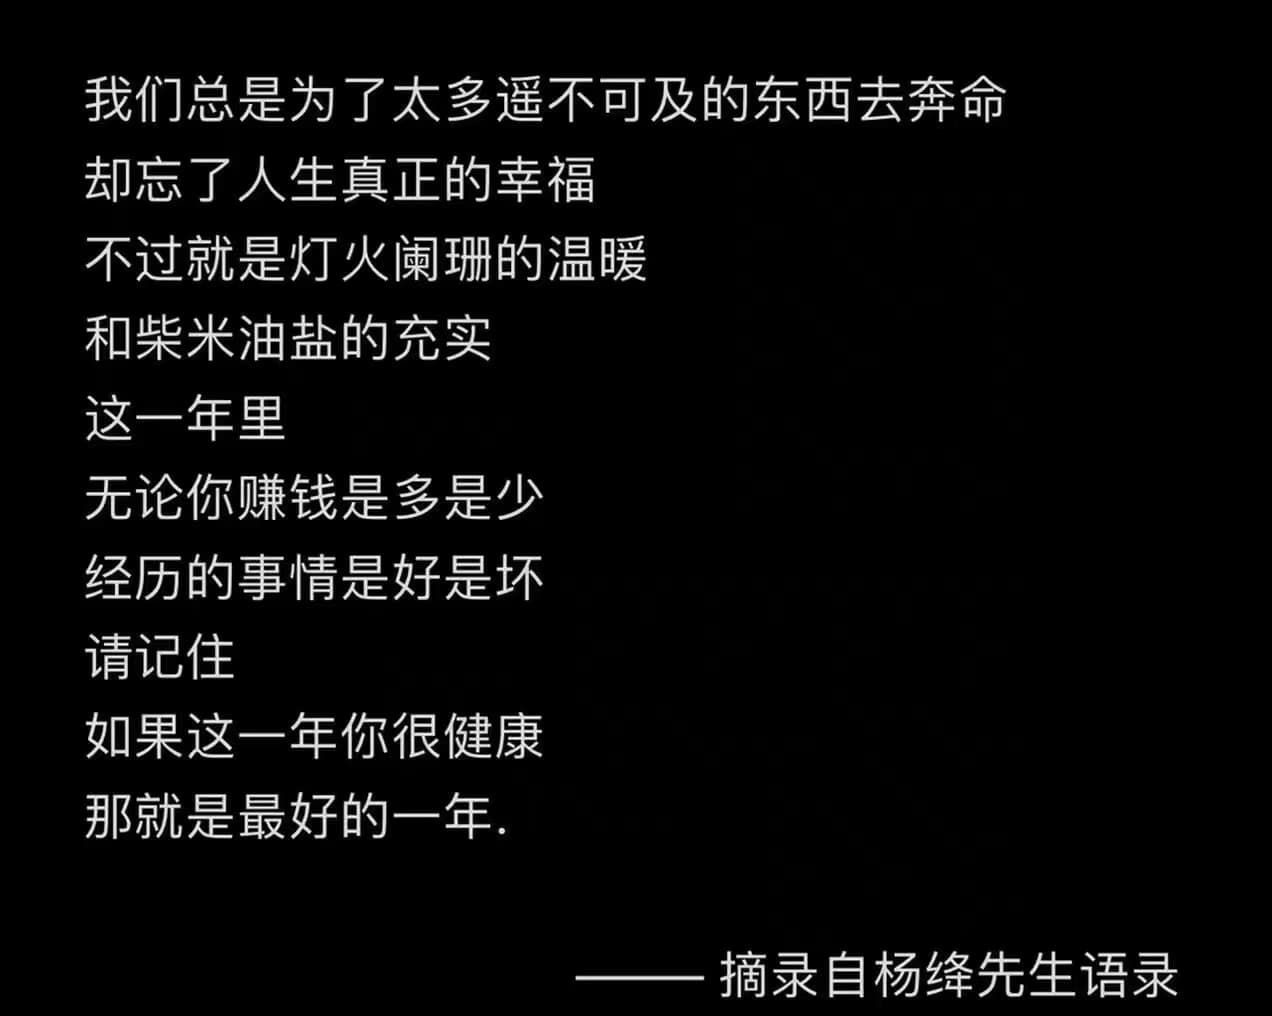 我们总是为了太多遥不可及的东西去奔命
却忘了人生真正的幸福
不过就是灯火阑珊的温暖
和柴米油盐的充实
这一年里
无论你赚钱是多是少
经历的事情是好是坏
请记住
如果这一年你很健康
那就是最好的一年.
—— 摘录自杨绛先生语录